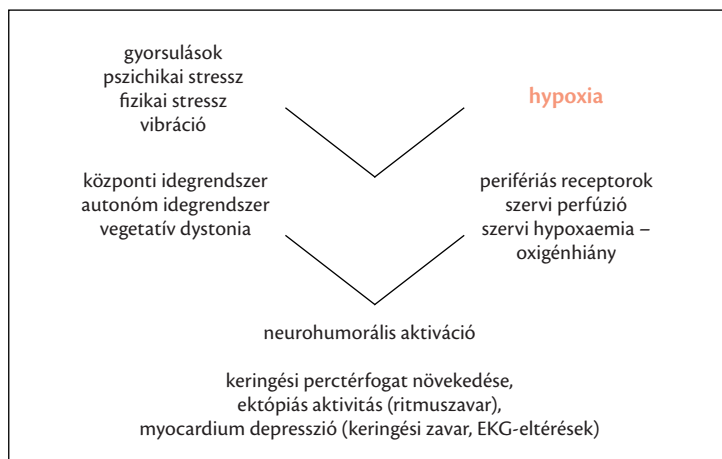 gyorsulások
pszichikai stressz
fizikai stressz
vibráció
hypoxia
központi idegrendszer
autonóm idegrendszer
vegetatív dystonia
perifériás receptorok
szervi perfúzió
szervi hypoxaemia –
oxigénhiány
neurohumorális aktiváció
keringési perctérfogat növekedése,
ektópiás aktivitás (ritmuszavar),
myocardium depresszió (keringési zavar, EKG-eltérések)